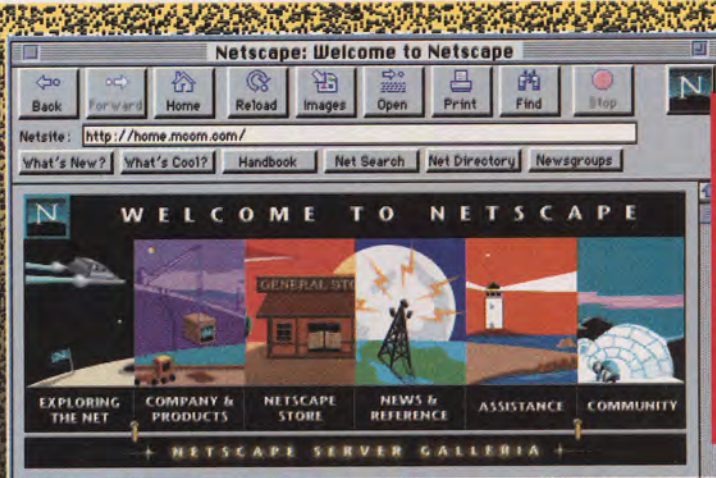 Netscape: Welcome to Netscape
Back Forward Home Reload Images Open Print Find Stop
N
Netsite: http://home.mcom.com/
What's New? What's Cool? Handbook Net Search Net Directory Newsgroups
N WELCOME TO NETSCAPE
GENERAL STO
N
EXPLORING THE NET
COMPANY & PRODUCTS
NETSCAPE STORE
NEWS & REFERENCE
ASSISTANCE
COMMUNITY
NETSCAPE SERVER GALLERIA